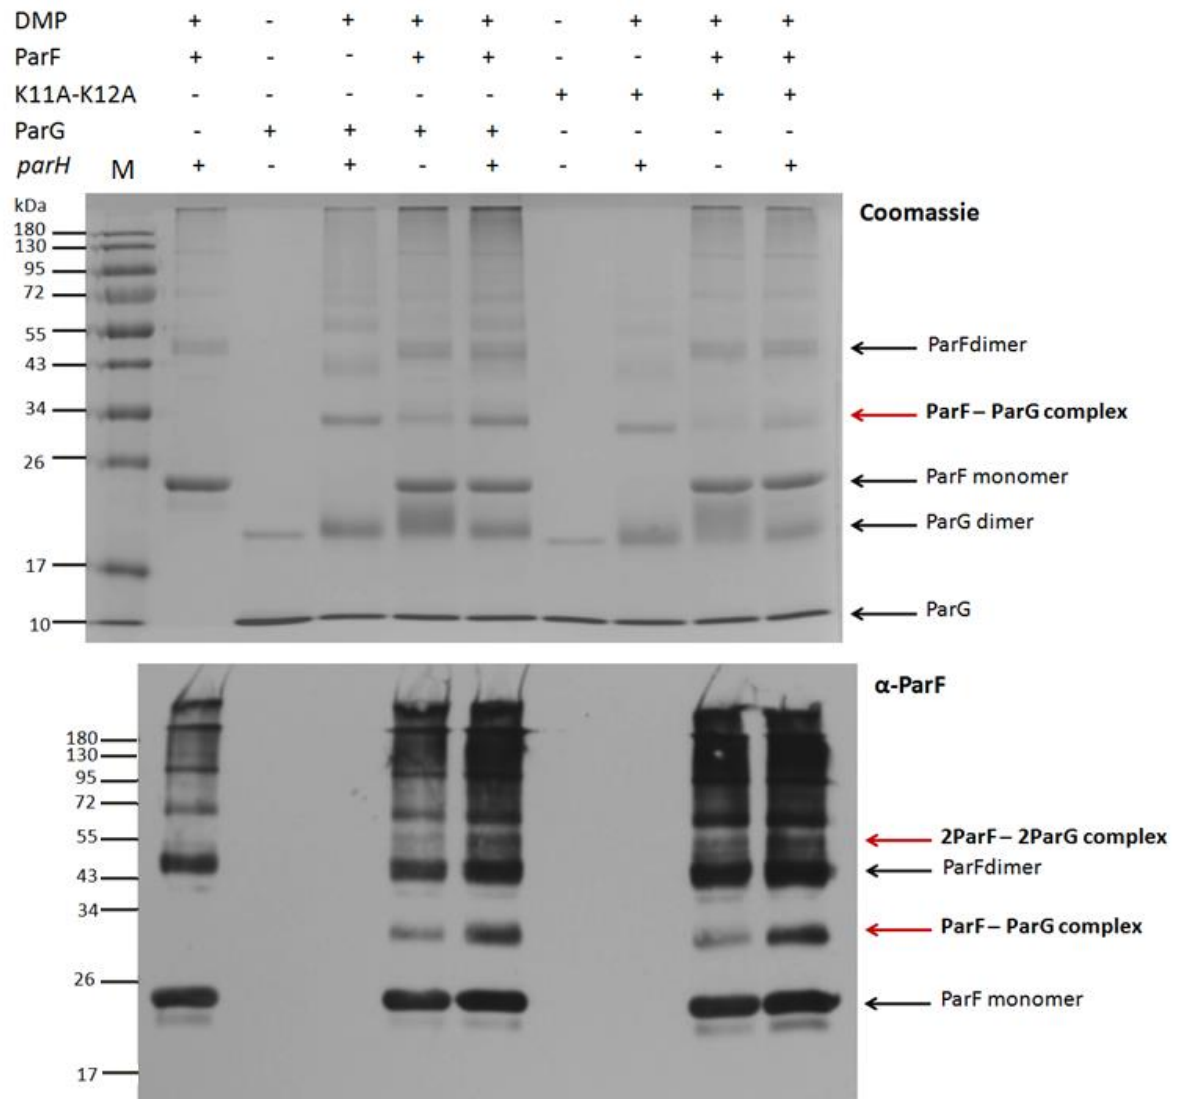 DMP + - + + + - + + +
ParF + - - + + - - + +
K11A-K12A - - - - - + + + +
ParG - + + + + - - - -
parH M + - + - + - + - +
kDa
Coomassie
180
130
95
72
55
ParFdimer
43
34
ParF – ParG complex
26
ParF monomer
ParG dimer
17
10
ParG
α-ParF
180
130
95
72
55
2ParF – 2ParG complex
ParFdimer
43
34
ParF – ParG complex
26
ParF monomer
17